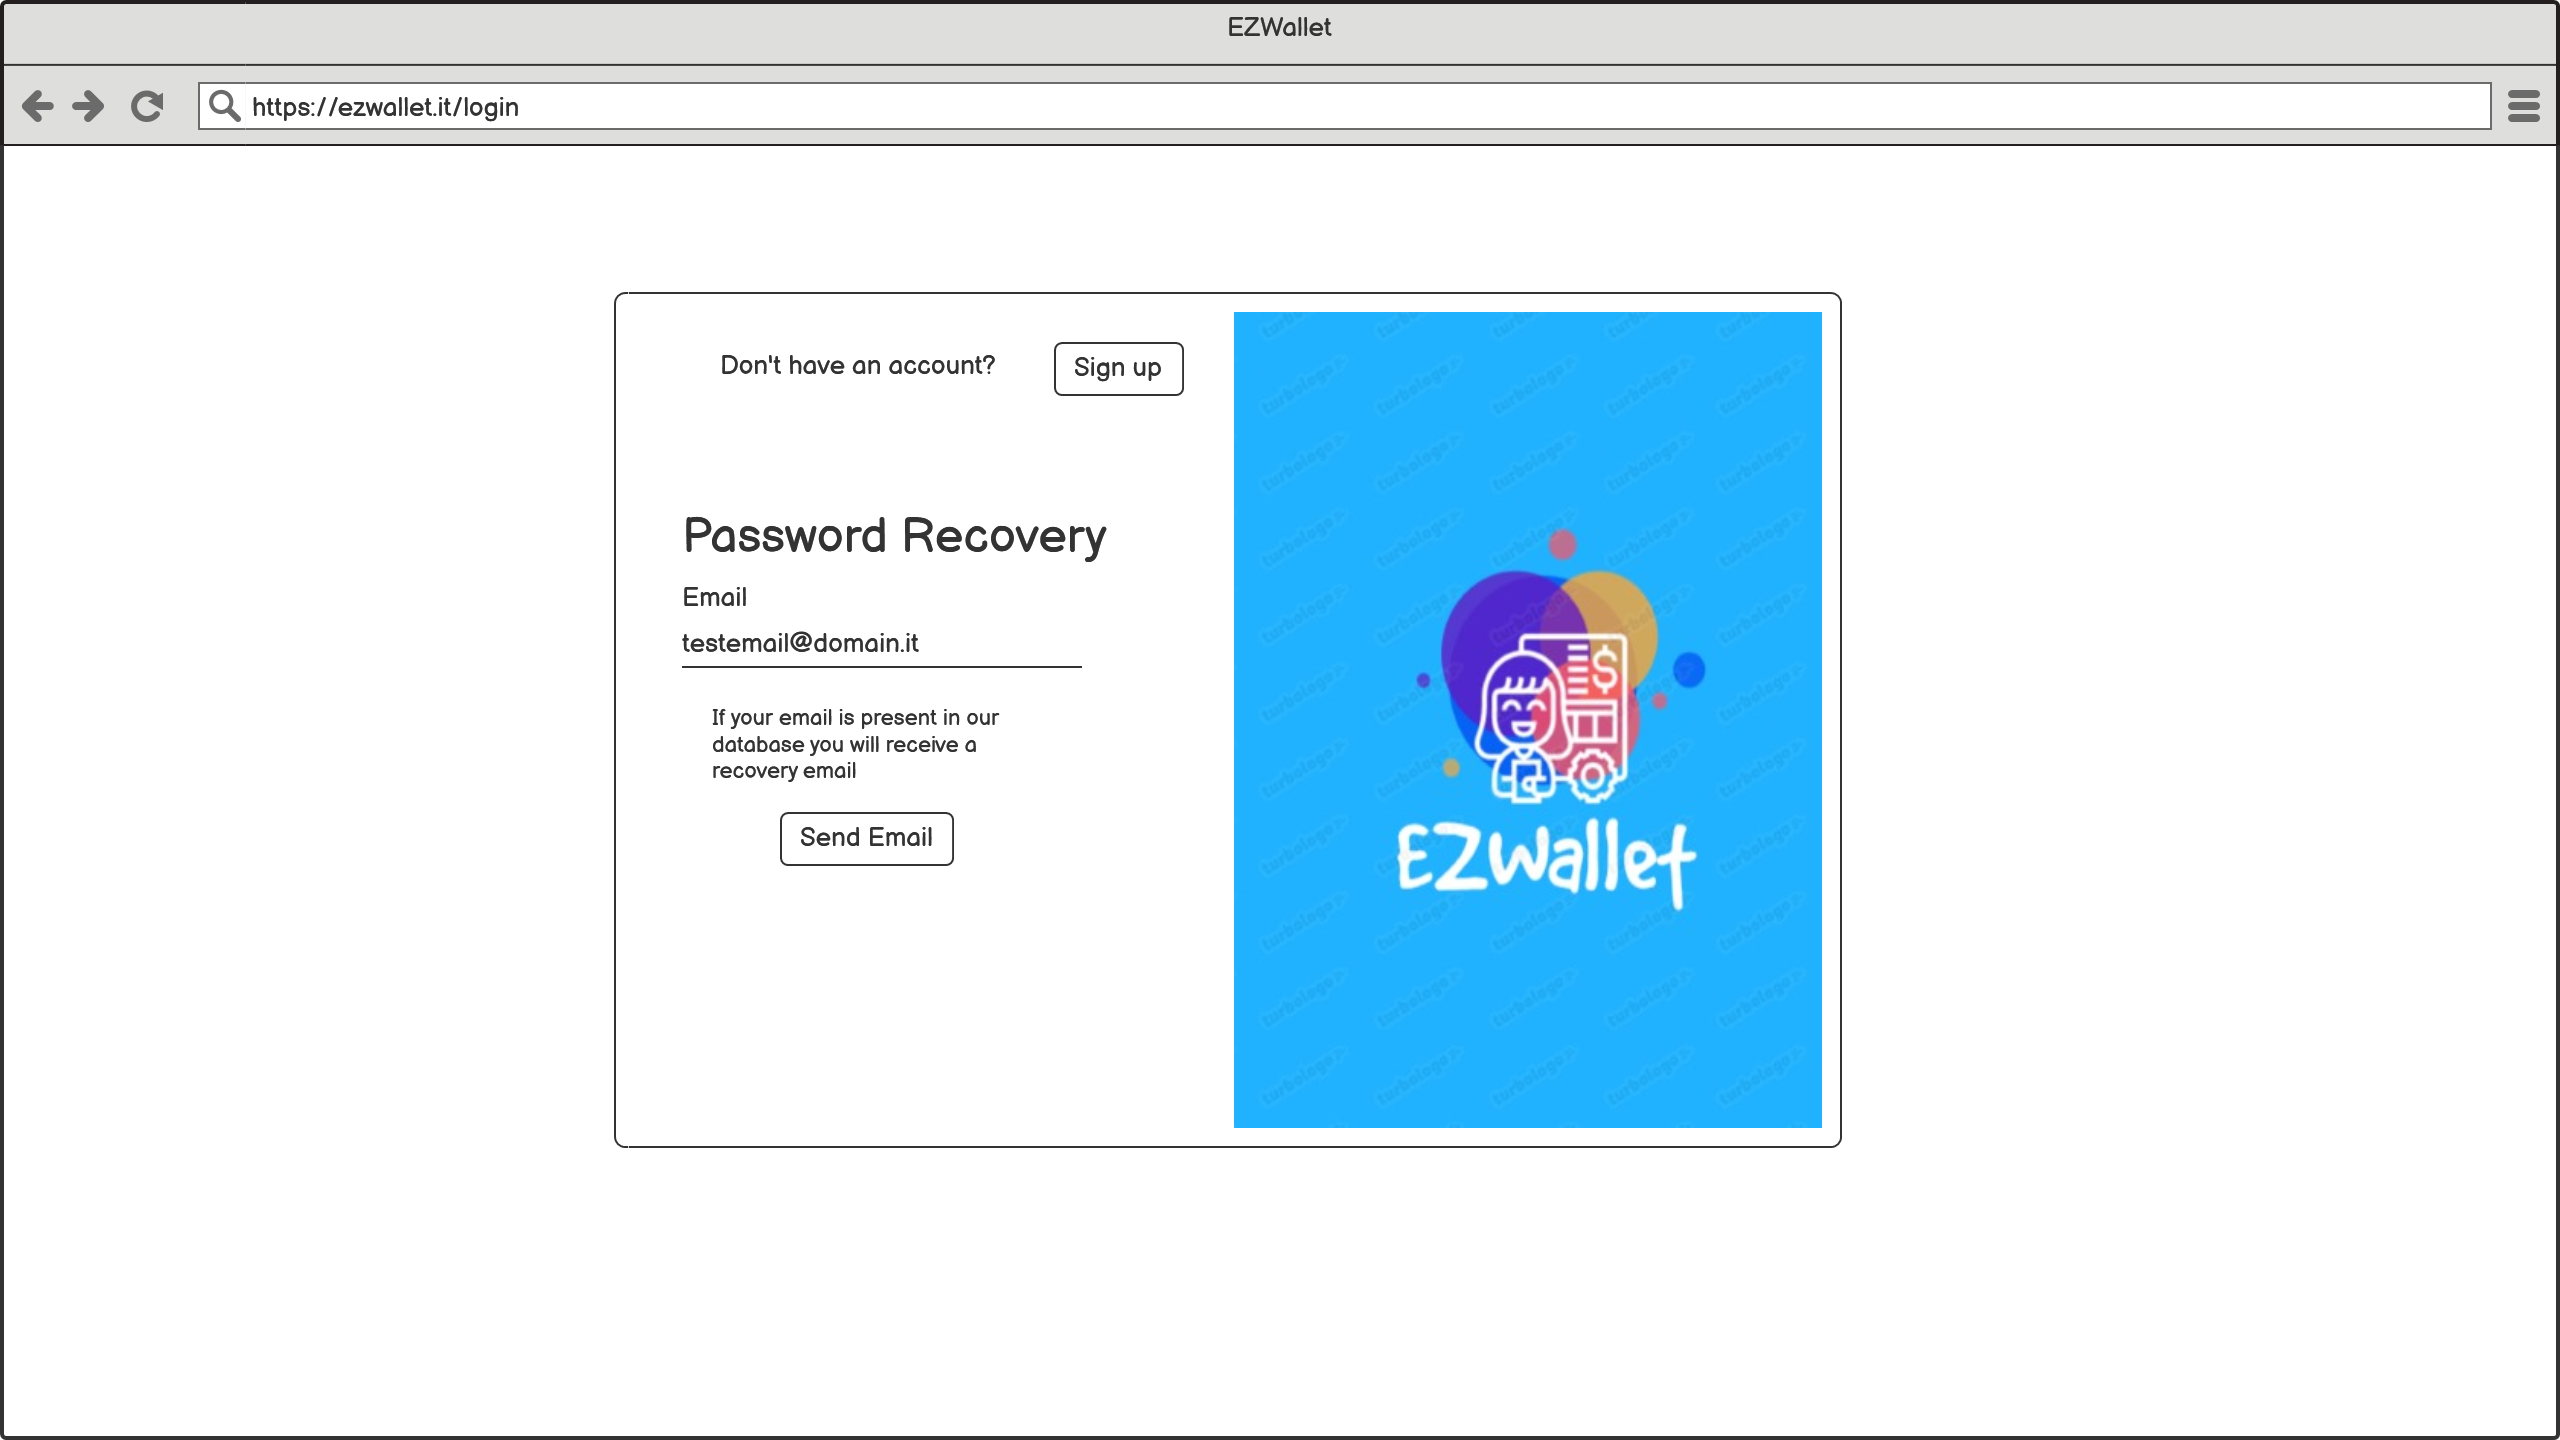 EZWallet
https://ezwallet.it/login
Don't have an account?
Sign up
Password Recovery
Email
testemail@domain.it
If your email is present in our
database you will receive a
recovery email
Send Email
$
EZWallet
turbologo